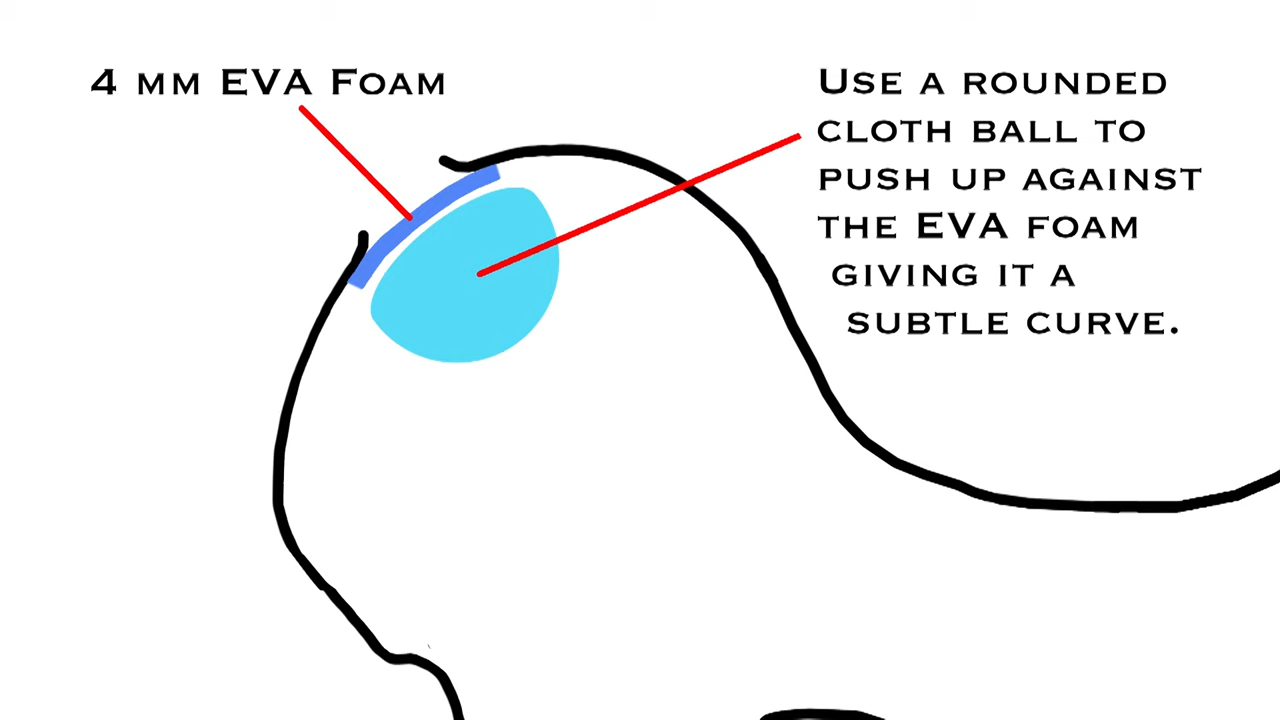 4 mm EVA Foam
Use a rounded
cloth ball to
push up against
the EVA foam
giving it a
subtle curve.